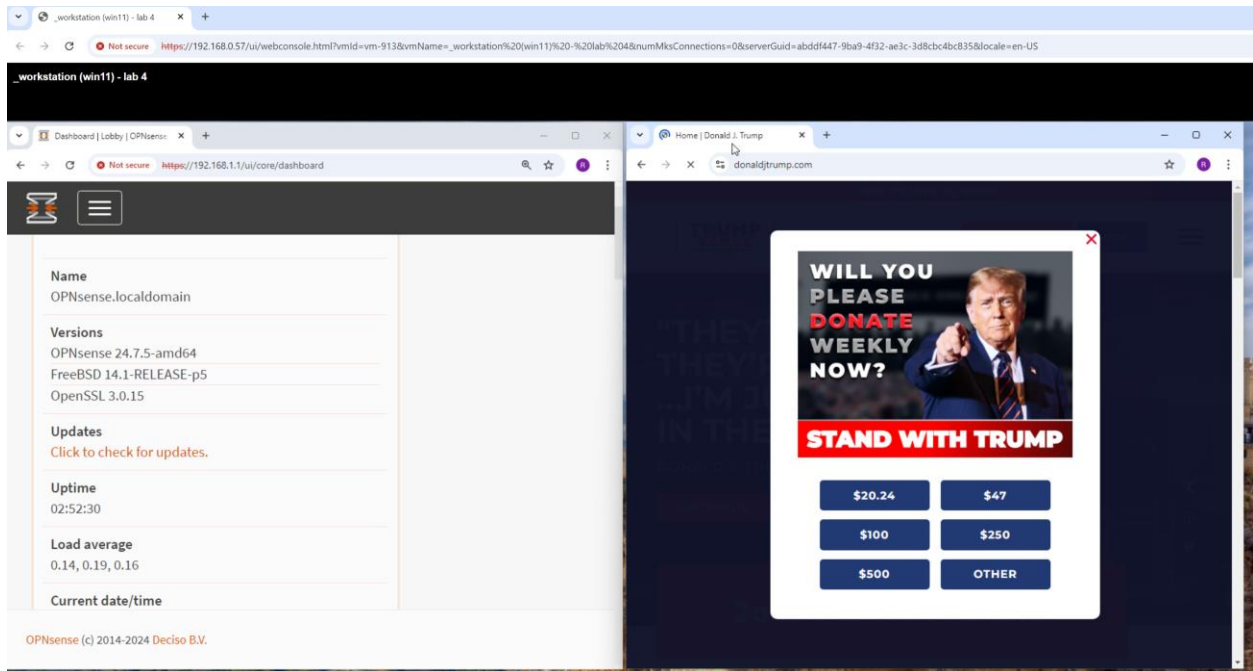 _workstation (win11) - lab 4
Not secure https://192.168.0.57/ui/webconsole.html?vmId=vm-913&vmName=_workstation%20(win11)%20-%20lab%204&numMksConnections=0&serverGuid=abddf447-9ba9-4f32-ae3c-3d8cbc4bc835&locale=en-US
_workstation (win11) - lab 4
Dashboard | Lobby | OPNsense
Not secure https://192.168.1.1/ui/core/dashboard
R
Name
OPNsense.localdomain
Versions
OPNsense 24.7.5-amd64
FreeBSD 14.1-RELEASE-p5
OpenSSL 3.0.15
Updates
Click to check for updates.
Uptime
02:52:30
Load average
0.14, 0.19, 0.16
Current date/time
OPNsense (c) 2014-2024 Deciso B.V.
Home | Donald J. Trump
donaldjtrump.com
R
WILL YOU
PLEASE
DONATE
WEEKLY
NOW?
STAND WITH TRUMP
$20.24 $47
$100 $250
$500 OTHER